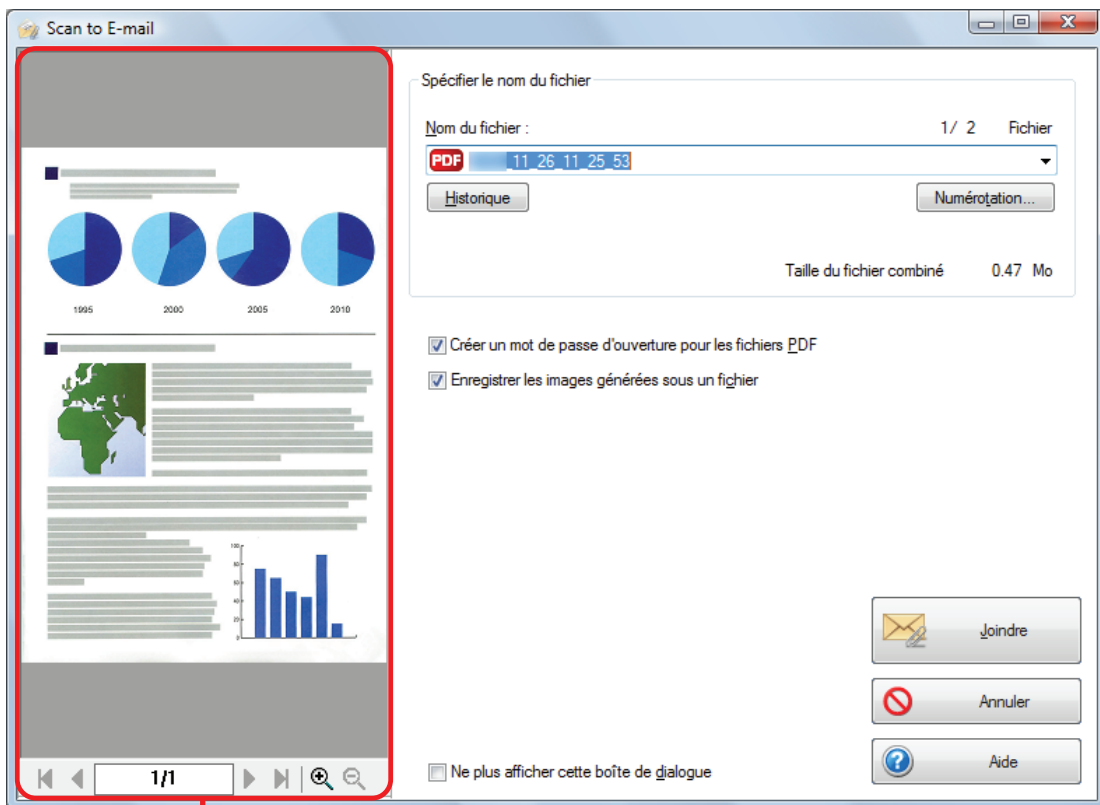 Scan to E-mail
Spécifier le nom du fichier
Nom du fichier :
1/ 2 Fichier
PDF
_11_26_11_25_53
Historique
Numérotation...
Taille du fichier combiné 0.47 Mo
1995 2000 2005 2010
Créer un mot de passe d'ouverture pour les fichiers PDF
Enregistrer les images générées sous un fichier
Joindre
Annuler
Aide
1/1
Ne plus afficher cette boîte de dialogue